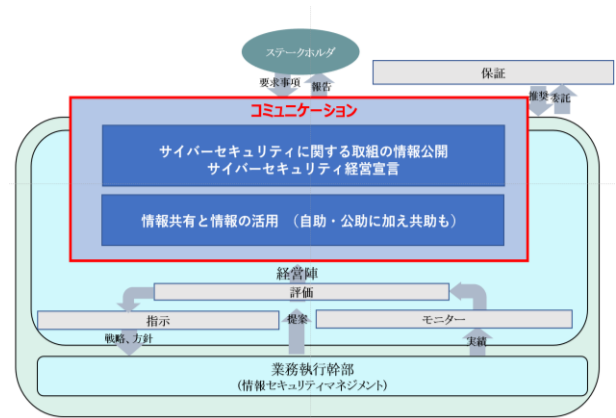 ステークホルダ
要求事項
報告
保証
推奨
委託
コミュニケーション
サイバーセキュリティに関する取組の情報公開
サイバーセキュリティ経営宣言
情報共有と情報の活用 （自助・公助に加え共助も）
経営陣
評価
指示
提案
モニター
戦略、方針
実績
業務執行幹部
(情報セキュリティマネジメント)